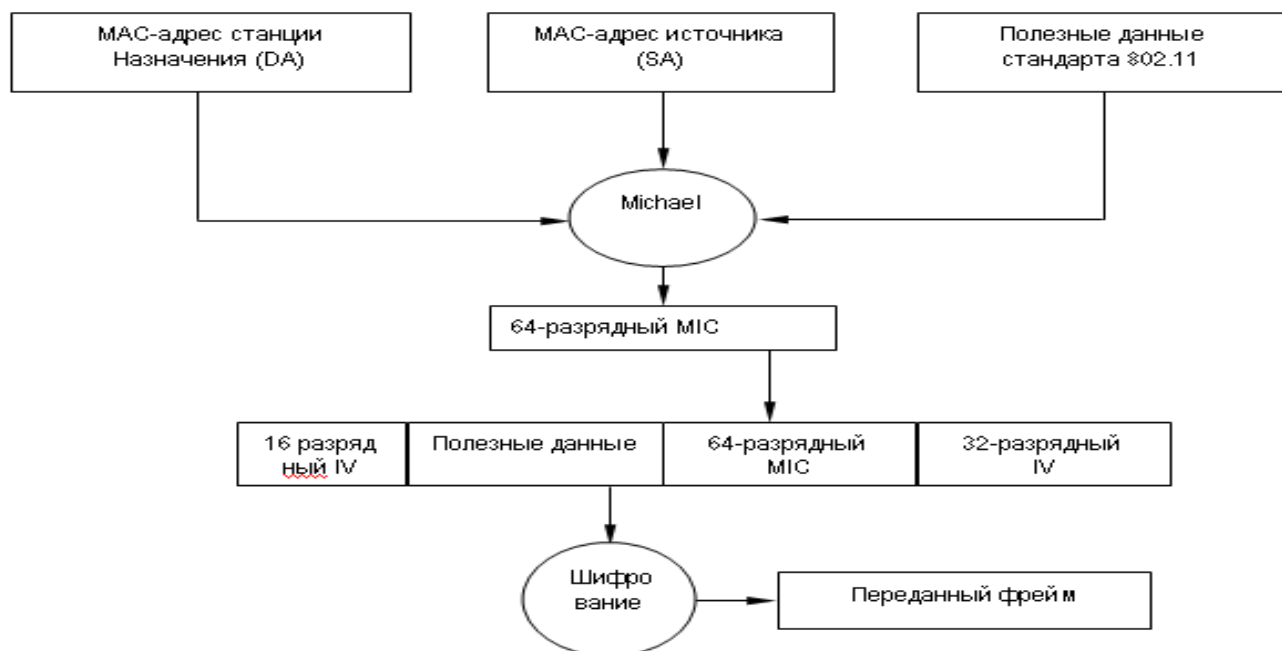 MAC-адрес станции
Назначения (DA)
MAC-адрес источника
(SA)
Полезные данные
стандарта 802.11
Michael
64-разрядный MIC
16 разряд
ный IV
Полезные данные
64-разрядный
MIC
32-разрядный
IV
Шифро
вание
Переданный фрейм